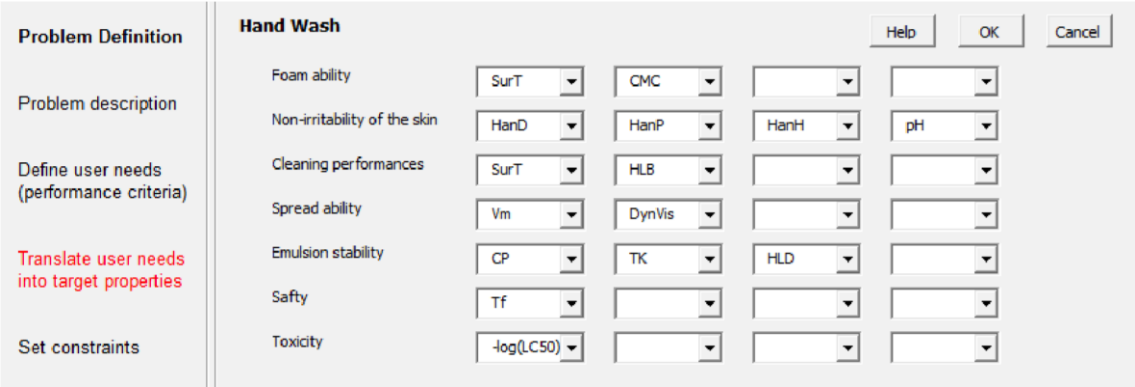 Problem Definition
Problem description
Define user needs
(performance criteria)
Translate user needs
into target properties
Set constraints
Hand Wash
Help OK Cancel
Foam ability SurT CMC
Non-irritability of the skin HanD HanP HanH pH
Cleaning performances SurT HLB
Spread ability Vm DynVis
Emulsion stability CP TK HLD
Safty Tf
Toxicity -log(LC50)